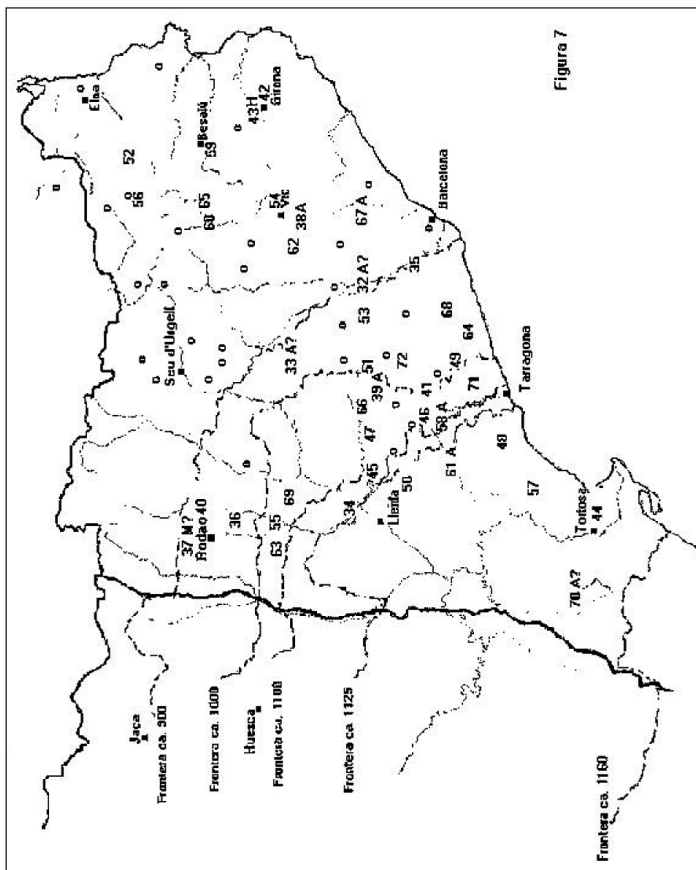 Figura 7
Elna
52
56
Besalú
59
43H
42
Girona
65
60
54
Vic
38A
62
67 A
Barcelona
Seu d'Urgell
33 A?
32 A?
35
53
68
64
51
39 A
72
49
41
71
66
47
46
58 A
Tarragona
45
50
61 A
48
37 M?
Roda 40
36
69
55
63
34
Lleida
57
Tortosa
44
70 A?
Jaca
Frontera ca. 900
Frontera ca. 1000
Huesca
Frontera ca. 1100
Frontera ca. 1125
Frontera ca. 1160